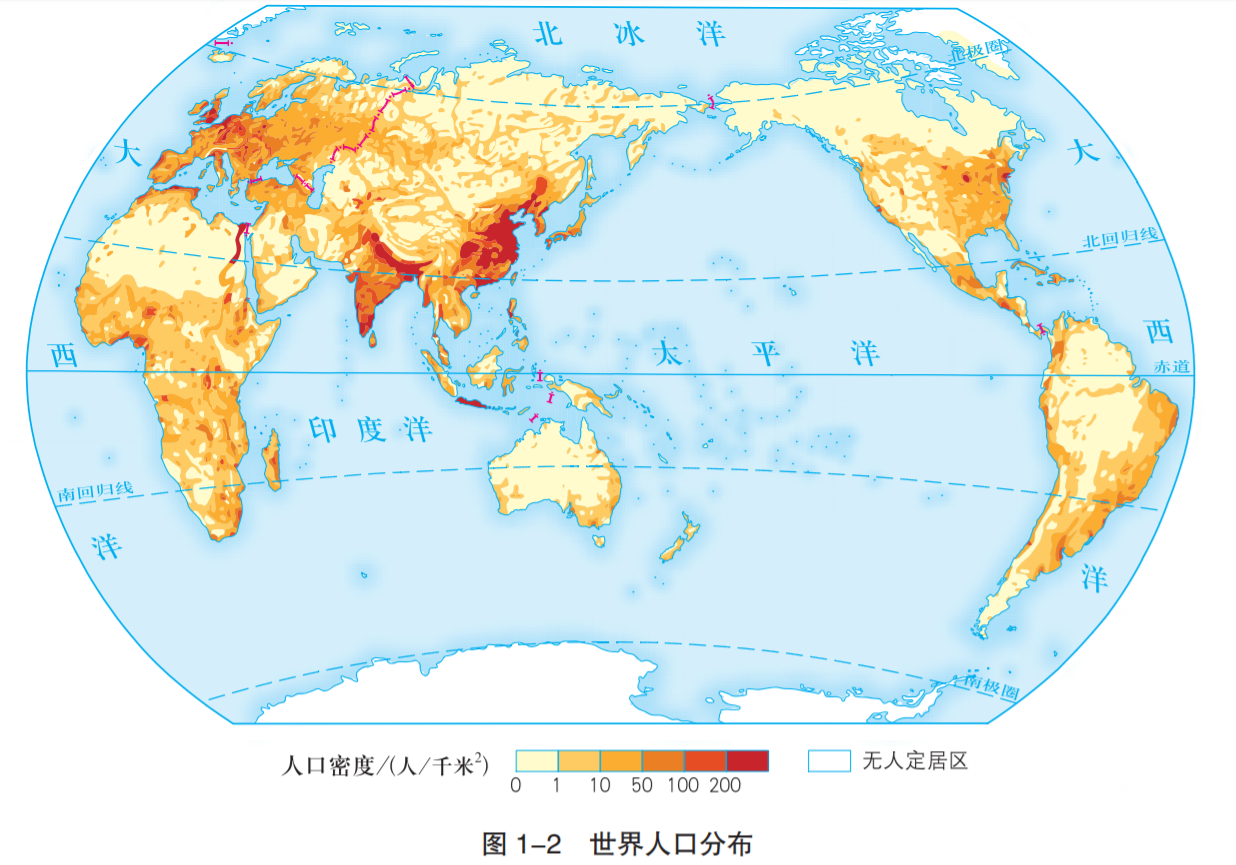 北冰洋
北极圈
大
大
北回归线
西
太平洋
西
赤道
印度洋
南回归线
洋
洋
南极圈
人口密度/(人/千米²)
0 1 10 50 100 200
无人定居区
图 1-2 世界人口分布